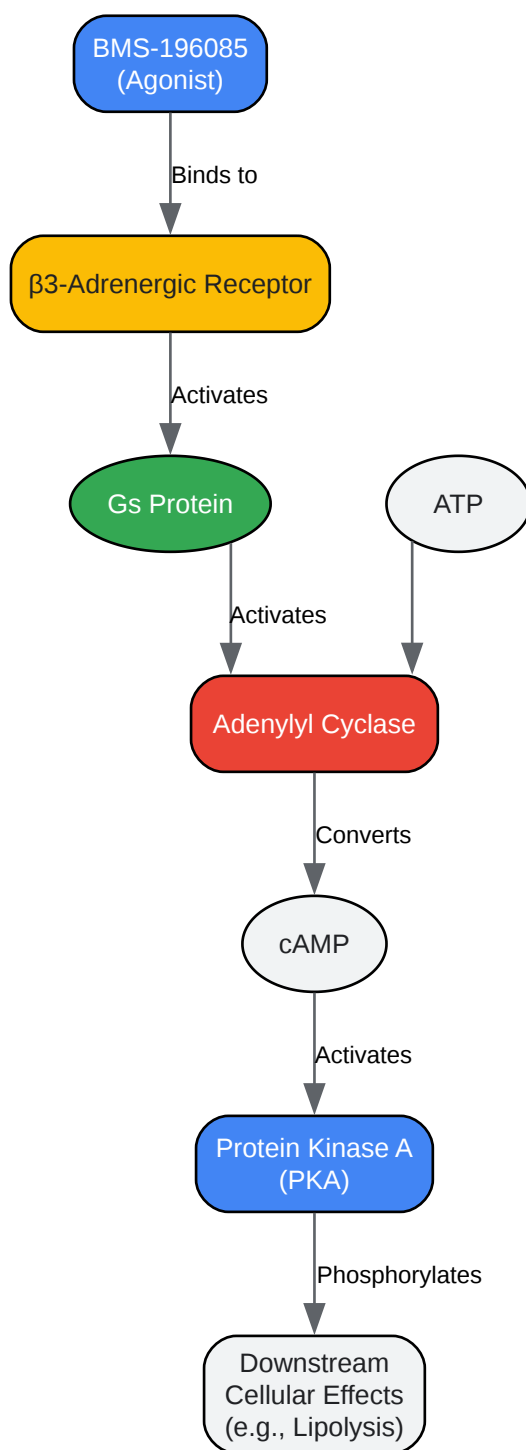 BMS-196085
(Agonist)
Binds to
β3-Adrenergic Receptor
Activates
Gs Protein
ATP
Activates
Adenylyl Cyclase
Converts
cAMP
Activates
Protein Kinase A
(PKA)
Phosphorylates
Downstream
Cellular Effects
(e.g., Lipolysis)